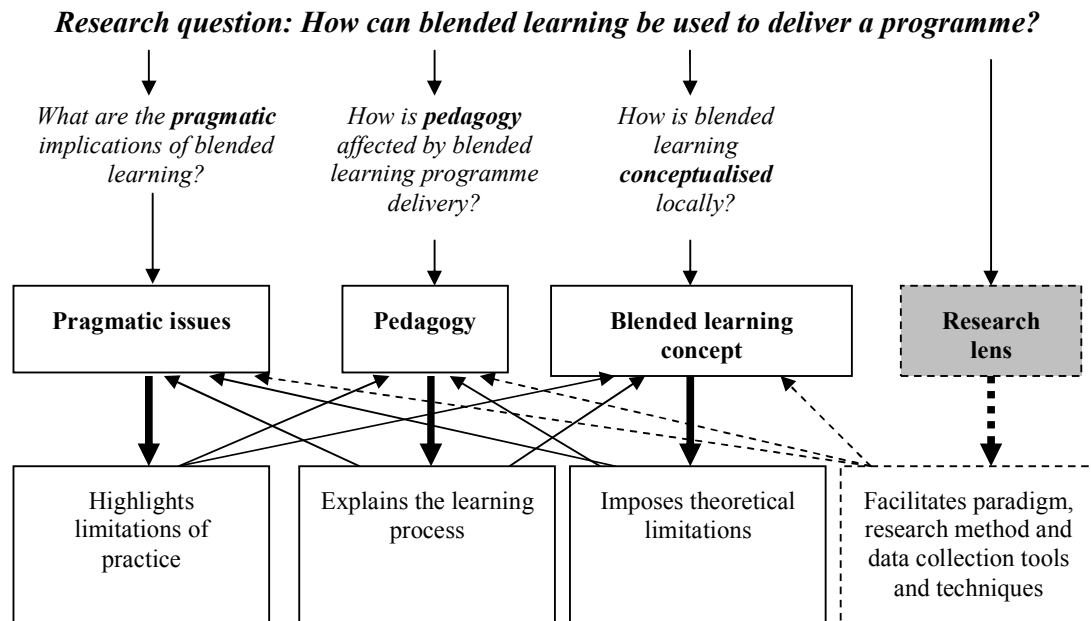 Research question: How can blended learning be used to deliver a programme?
What are the pragmatic
implications of blended
learning?
How is pedagogy
affected by blended
learning programme
delivery?
How is blended
learning
conceptualised
locally?
Pragmatic issues
Pedagogy
Blended learning
concept
Research
lens
Highlights
limitations of
practice
Explains the learning
process
Imposes theoretical
limitations
Facilitates paradigm,
research method and
data collection tools
and techniques